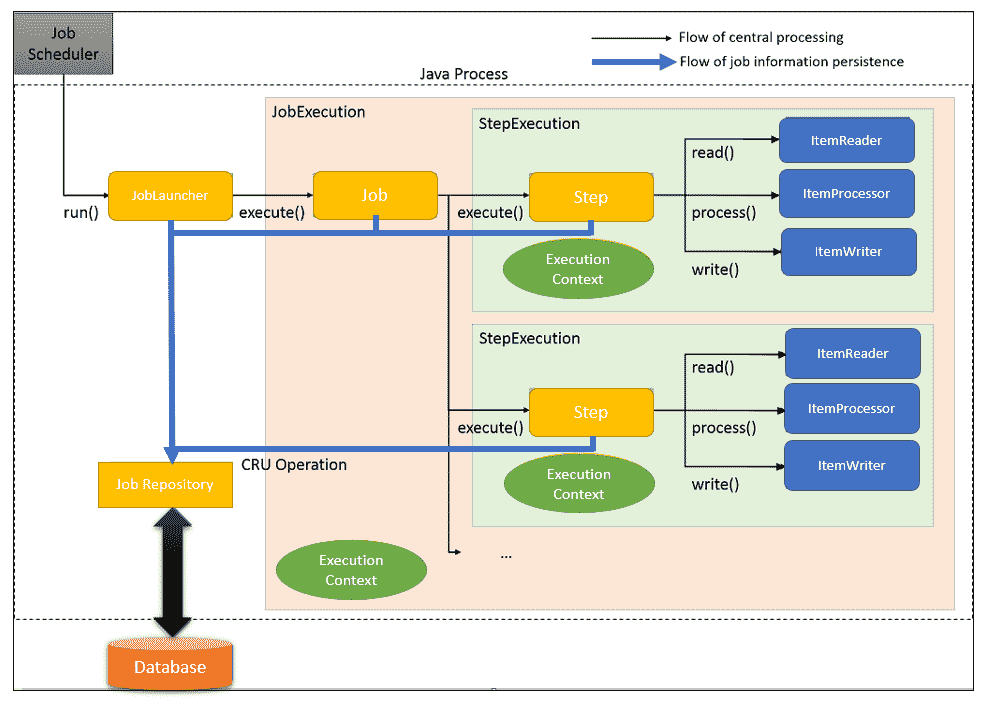 Job
Scheduler
Flow of central processing
Flow of job information persistence
Java Process
JobExecution
StepExecution
ItemReader
read()
JobLauncher
Job
Step
ItemProcessor
run()
execute()
execute()
process()
ItemWriter
write()
Execution
Context
StepExecution
ItemReader
read()
Step
ItemProcessor
execute()
process()
ItemWriter
write()
CRU Operation
Job Repository
Execution
Context
...
Execution
Context
Database